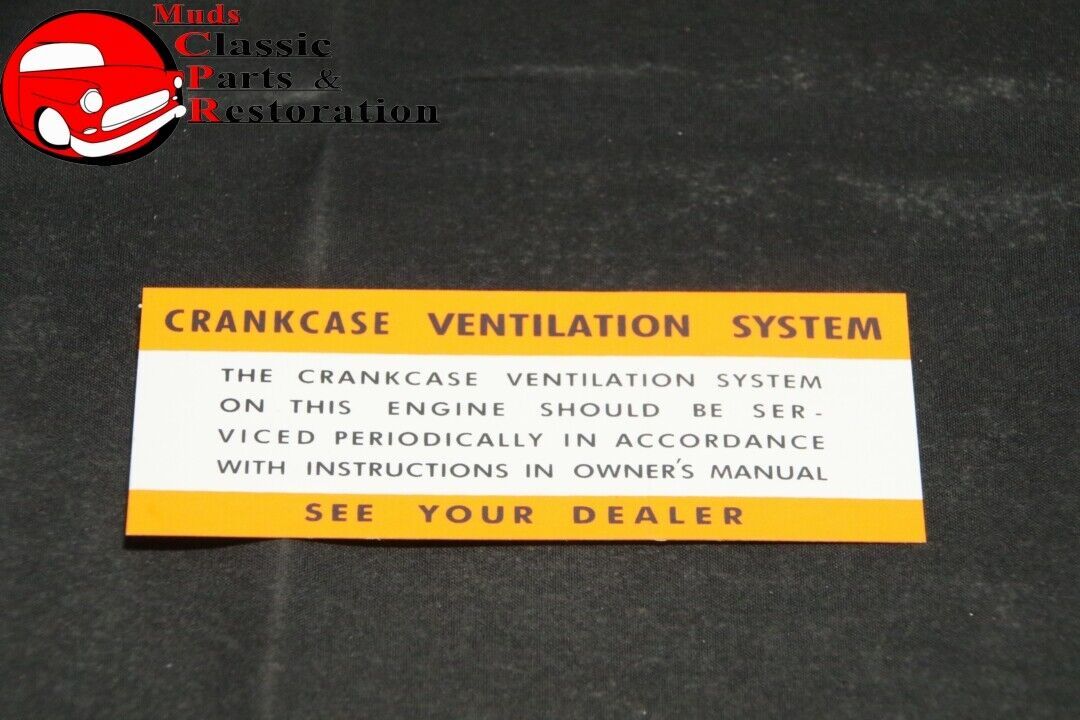 Muds
Classic
Parts &
Restoration
CRANKCASE VENTILATION SYSTEM
THE CRANKCASE VENTILATION SYSTEM
ON THIS ENGINE SHOULD BE SER-
VICED PERIODICALLY IN ACCORDANCE
WITH INSTRUCTIONS IN OWNER'S MANUAL
SEE YOUR DEALER